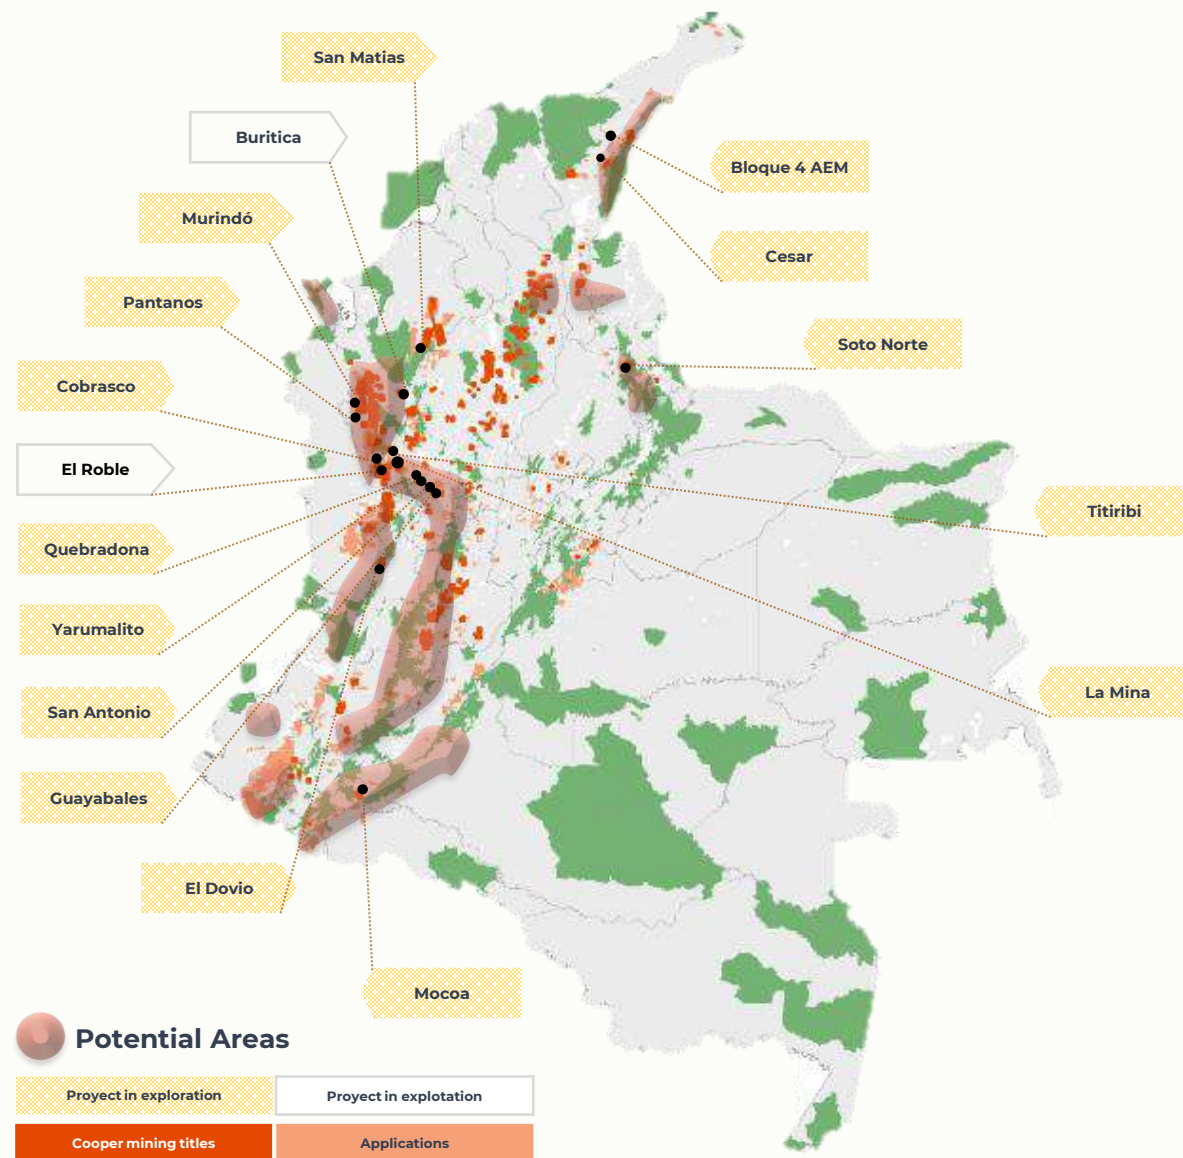 San Matias
Buritica
Bloque 4 AEM
Murindó
Cesar
Pantanos
Soto Norte
Cobrasco
El Roble
Titiribi
Quebradona
Yarumalito
La Mina
San Antonio
Guayabales
El Dovio
Mocoa
Potential Areas
Proyect in exploration
Proyect in explotation
Cooper mining titles
Applications